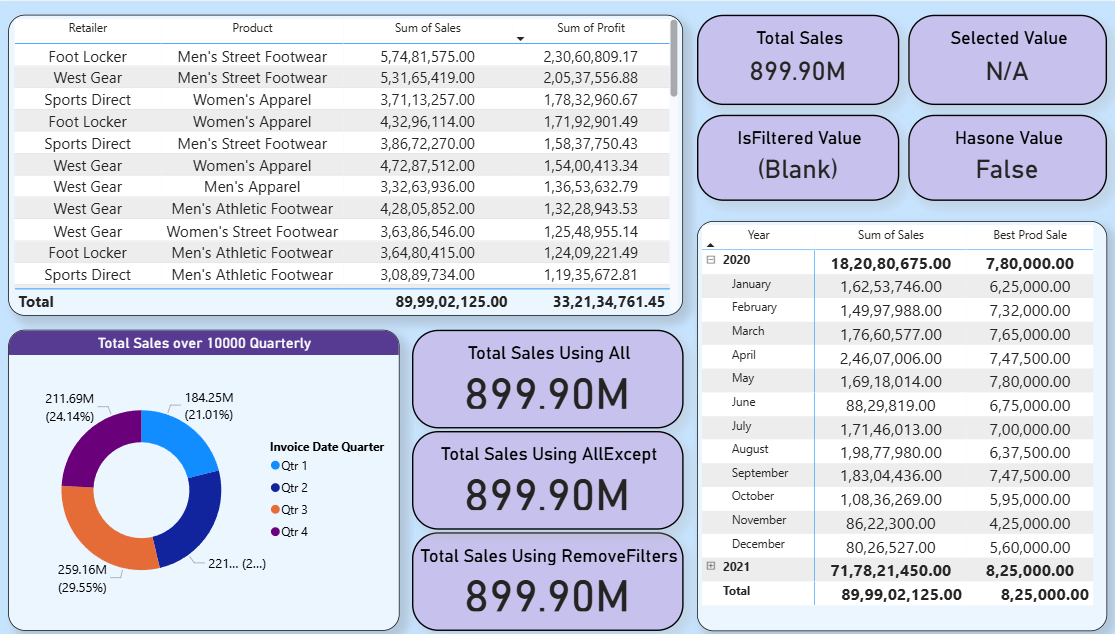 Retailer Product Sum of Sales Sum of Profit
Foot Locker Men's Street Footwear 5,74,81,575.00 2,30,60,809.17
West Gear Men's Street Footwear 5,31,65,419.00 2,05,37,556.88
Sports Direct Women's Apparel 3,71,13,257.00 1,78,32,960.67
Foot Locker Women's Apparel 4,32,96,114.00 1,71,92,901.49
Sports Direct Men's Street Footwear 3,86,72,270.00 1,58,37,750.43
West Gear Women's Apparel 4,72,87,512.00 1,54,00,413.34
West Gear Men's Apparel 3,32,63,936.00 1,36,53,632.79
West Gear Men's Athletic Footwear 4,28,05,852.00 1,32,28,943.53
West Gear Women's Street Footwear 3,63,86,546.00 1,25,48,955.14
Foot Locker Men's Athletic Footwear 3,64,80,415.00 1,24,09,221.49
Sports Direct Men's Athletic Footwear 3,08,89,734.00 1,19,35,672.81
Total 89,99,02,125.00 33,21,34,761.45
Total Sales
899.90M
Selected Value
N/A
IsFiltered Value
(Blank)
Hasone Value
False
Total Sales over 10000 Quarterly
211.69M
(24.14%)
184.25M
(21.01%)
259.16M
(29.55%)
221... (2...)
Invoice Date Quarter
Qtr 1
Qtr 2
Qtr 3
Qtr 4
Total Sales Using All
899.90M
Total Sales Using AllExcept
899.90M
Total Sales Using RemoveFilters
899.90M
Year Sum of Sales Best Prod Sale
2020 18,20,80,675.00 7,80,000.00
January 1,62,53,746.00 6,25,000.00
February 1,49,97,988.00 7,32,000.00
March 1,76,60,577.00 7,65,000.00
April 2,46,07,006.00 7,47,500.00
May 1,69,18,014.00 7,80,000.00
June 88,29,819.00 6,75,000.00
July 1,71,46,013.00 7,00,000.00
August 1,98,77,980.00 6,37,500.00
September 1,83,04,436.00 7,47,500.00
October 1,08,36,269.00 5,95,000.00
November 86,22,300.00 4,25,000.00
December 80,26,527.00 5,60,000.00
2021 71,78,21,450.00 8,25,000.00
Total 89,99,02,125.00 8,25,000.00